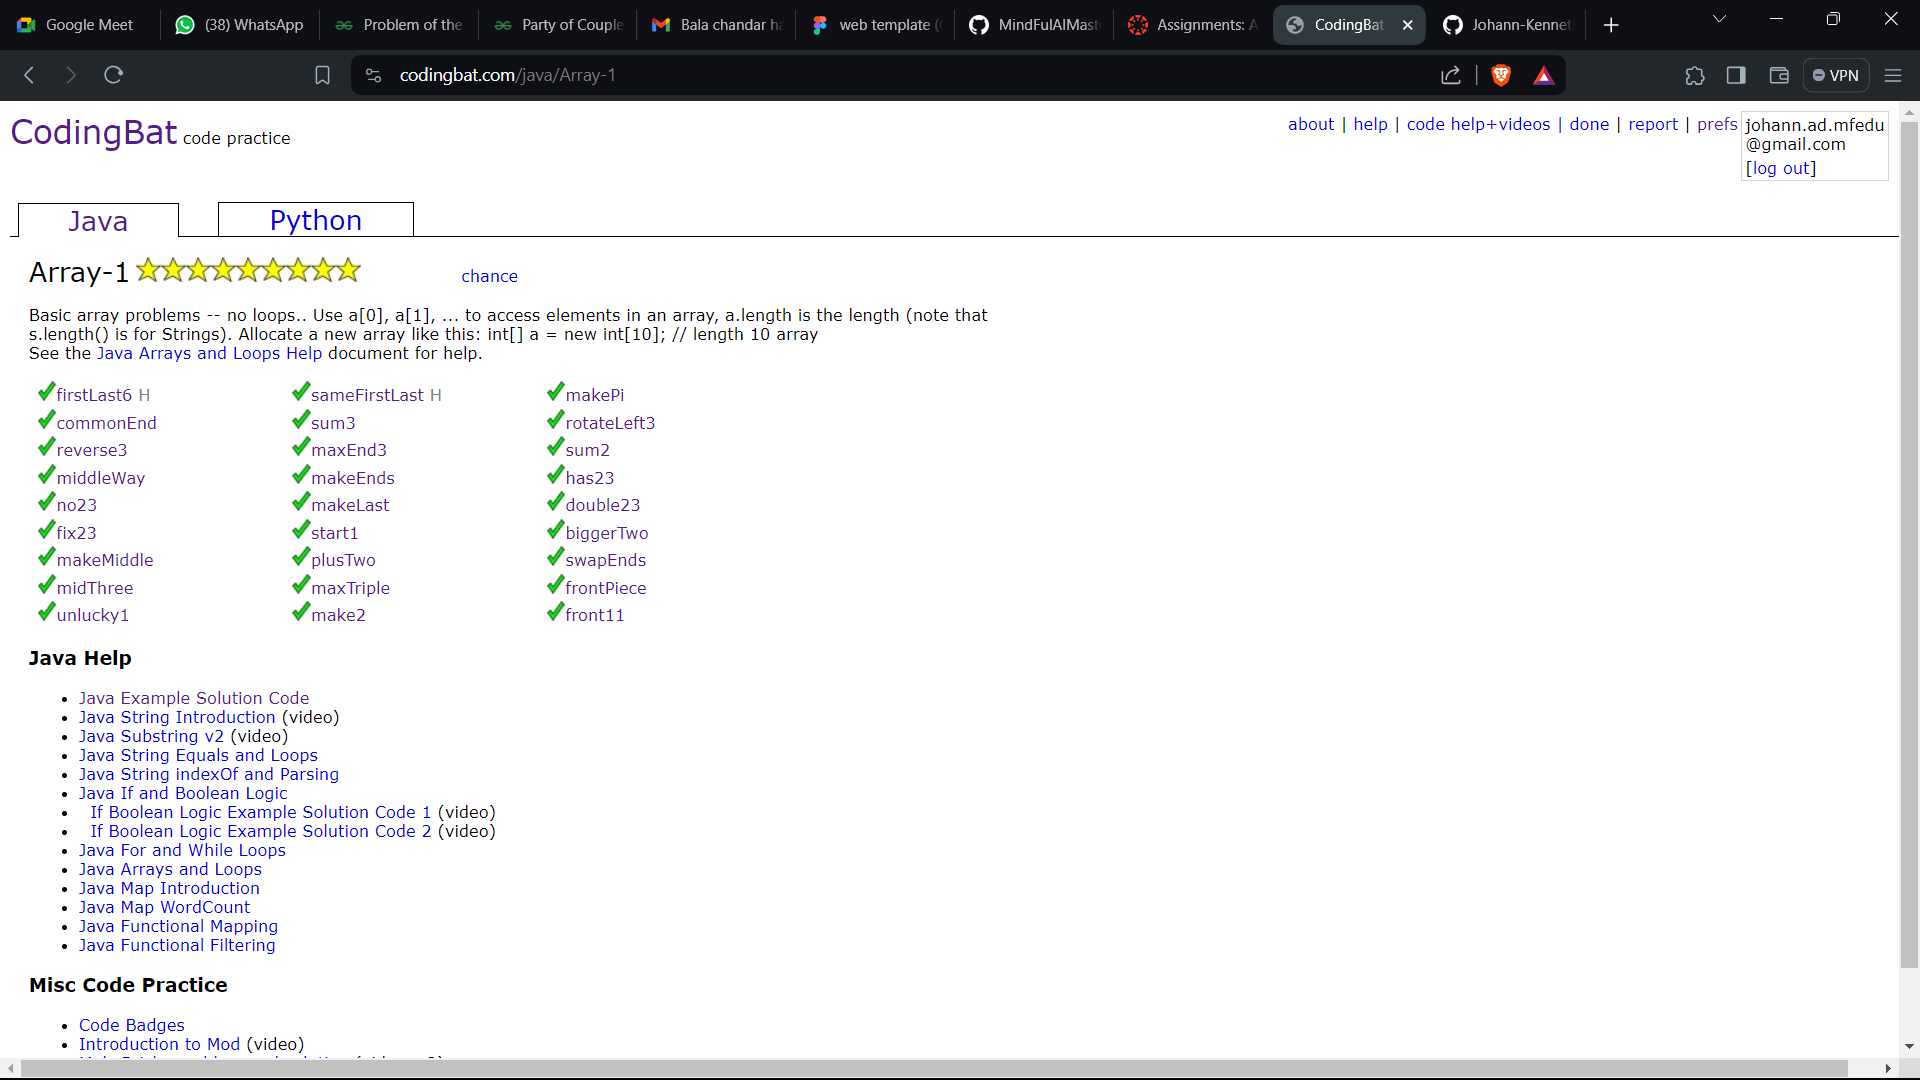 Google Meet
(38) WhatsApp
Problem of the
Party of Couple
Bala chandar ha
web template (
MindFulAIMast
Assignments: A
CodingBat
Johann-Kennet
codingbat.com/java/Array-1
VPN
CodingBat code practice
about | help | code help+videos | done | report | prefs
johann.ad.mfedu
@gmail.com
[log out]
Java
Python
Array-1
chance
Basic array problems -- no loops.. Use a[0], a[1], ... to access elements in an array, a.length is the length (note that
s.length() is for Strings). Allocate a new array like this: int[] a = new int[10]; // length 10 array
See the Java Arrays and Loops Help document for help.
firstLast6 H sameFirstLast H makePi
commonEnd sum3 rotateLeft3
reverse3 maxEnd3 sum2
middleWay makeEnds has23
no23 makeLast double23
fix23 start1 biggerTwo
makeMiddle plusTwo swapEnds
midThree maxTriple frontPiece
unlucky1 make2 front11
Java Help
Java Example Solution Code
Java String Introduction (video)
Java Substring v2 (video)
Java String Equals and Loops
Java String indexOf and Parsing
Java If and Boolean Logic
If Boolean Logic Example Solution Code 1 (video)
If Boolean Logic Example Solution Code 2 (video)
Java For and While Loops
Java Arrays and Loops
Java Map Introduction
Java Map WordCount
Java Functional Mapping
Java Functional Filtering
Misc Code Practice
Code Badges
Introduction to Mod (video)